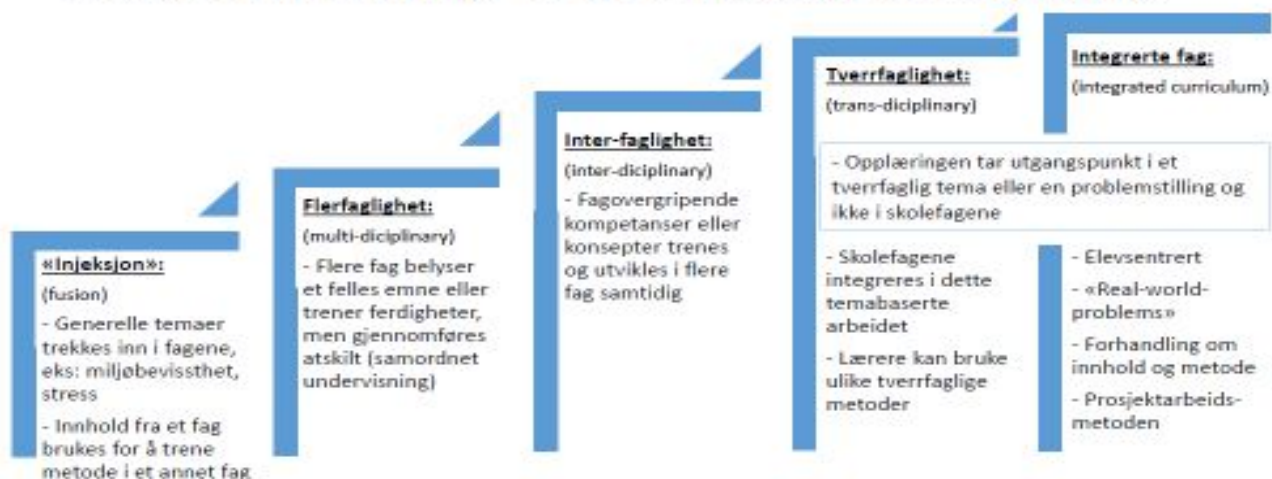 «Injeksjon»:
(fusion)
- Generelle temaer
trekkes inn i fagene,
eks: miljøbevissthet,
stress
- Innhold fra et fag
brukes for å trene
metode i et annet fag
Flerfaglighet:
(multi-diciplinary)
- Flere fag belyser
et felles emne eller
trener ferdigheter,
men gjennomføres
atskilt (samordnet
undervisning)
Inter-faglighet:
(inter-diciplinary)
- Fagovergripende
kompetanser eller
konsepter trenes
og utvikles i flere
fag samtidig
Tverrfaglighet:
(trans-diciplinary)
Integrerte fag:
(integrated curriculum)
- Opplæringen tar utgangspunkt i et
tverrfaglig tema eller en problemstilling og
ikke i skolefagene
- Skolefagene
integreres i dette
temabaserte
arbeidet
- Lærere kan bruke
ulike tverrfaglige
metoder
- Elevsentrert
- «Real-world-
problems»
- Forhandling om
innhold og metode
- Prosjektarbeids-
metoden